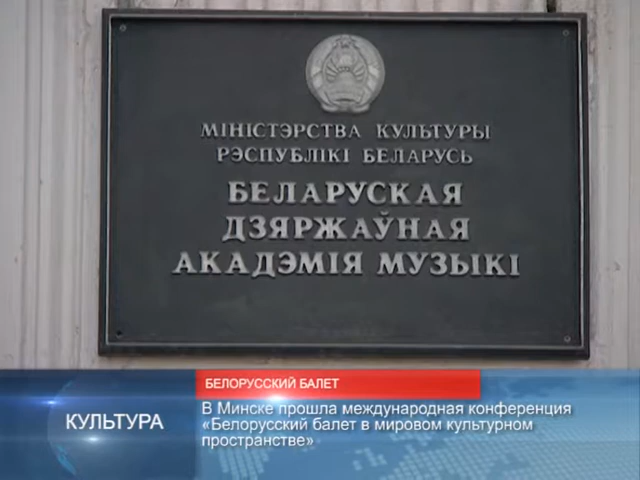 МІНІСТЭРСТВА КУЛЬТУРЫ
РЭСПУБЛІКІ БЕЛАРУСЬ
БЕЛАРУСКАЯ
ДЗЯРЖАЎНАЯ
АКАДЭМІЯ МУЗЫКІ
БЕЛОРУССКИЙ БАЛЕТ
КУЛЬТУРА
В Минске прошла международная конференция
«Белорусский балет в мировом культурном
пространстве»